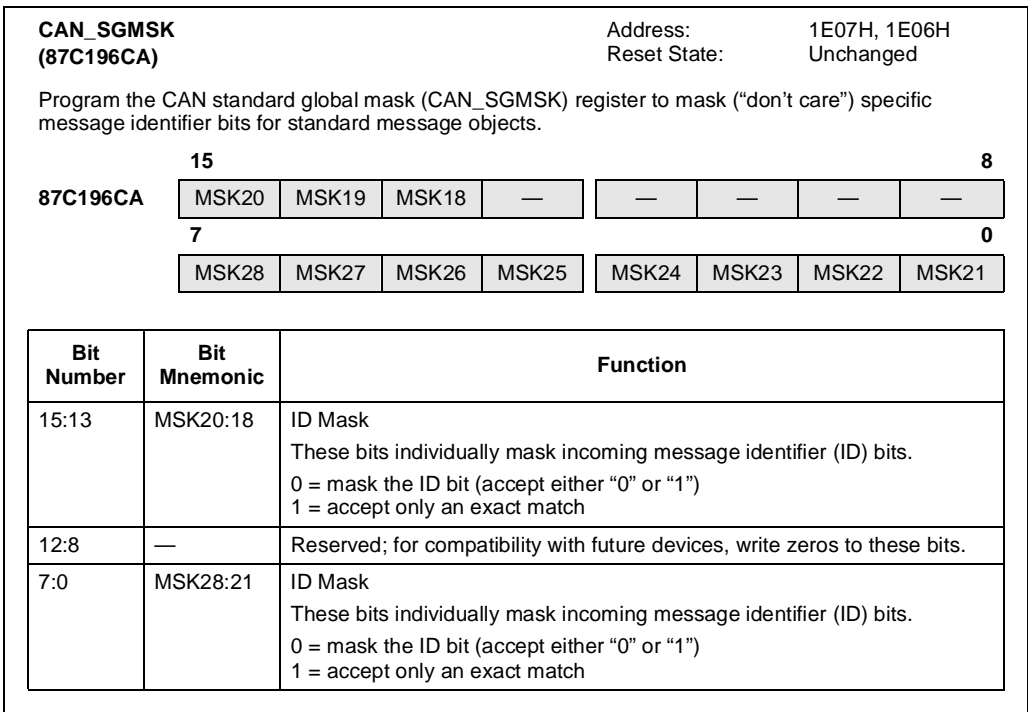 CAN_SGMSK Address: 1E07H, 1E06H
(87C196CA) Reset State: Unchanged
Program the CAN standard global mask (CAN_SGMSK) register to mask (“don’t care”) specific
message identifier bits for standard message objects.
15 8
87C196CA MSK20 MSK19 MSK18 — — — — —
7 0
MSK28 MSK27 MSK26 MSK25 MSK24 MSK23 MSK22 MSK21
Bit Number Bit Mnemonic Function
15:13 MSK20:18 ID Mask
These bits individually mask incoming message identifier (ID) bits.
0 = mask the ID bit (accept either “0” or “1”)
1 = accept only an exact match
12:8 — Reserved; for compatibility with future devices, write zeros to these bits.
7:0 MSK28:21 ID Mask
These bits individually mask incoming message identifier (ID) bits.
0 = mask the ID bit (accept either “0” or “1”)
1 = accept only an exact match